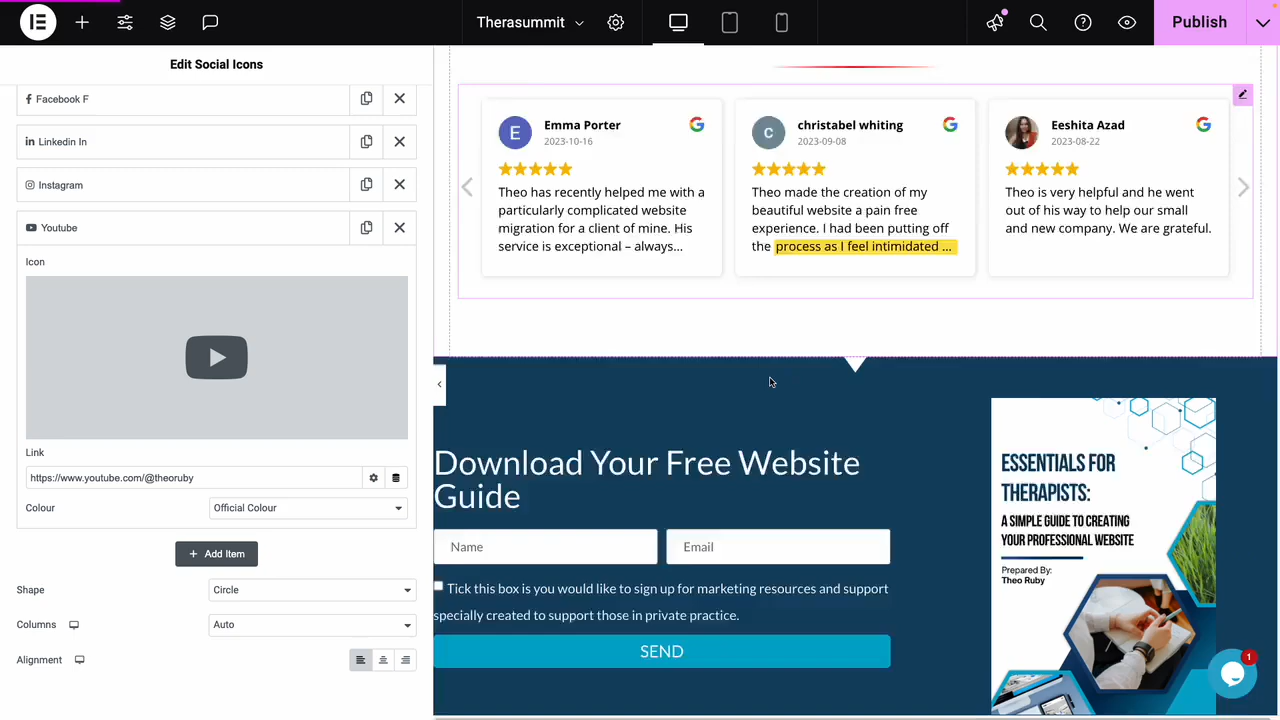 Therasummit
Publish
Edit Social Icons
Facebook F
Linkedin In
Instagram
Youtube
Icon
Link
https://www.youtube.com/@theoruby
Colour
Official Colour
+ Add Item
Shape
Circle
Columns
Auto
Alignment
E
Emma Porter
2023-10-16
Theo has recently helped me with a
particularly complicated website
migration for a client of mine. His
service is exceptional – always...
c
christabel whiting
2023-09-08
Theo made the creation of my
beautiful website a pain free
experience. I had been putting off
the process as I feel intimidated ...
Eeshita Azad
2023-08-22
Theo is very helpful and he went
out of his way to help our small
and new company. We are grateful.
Download Your Free Website
Guide
Name
Email
Tick this box is you would like to sign up for marketing resources and support
specially created to support those in private practice.
SEND
ESSENTIALS FOR
THERAPISTS:
A SIMPLE GUIDE TO CREATING
YOUR PROFESSIONAL WEBSITE
Prepared By:
Theo Ruby
1